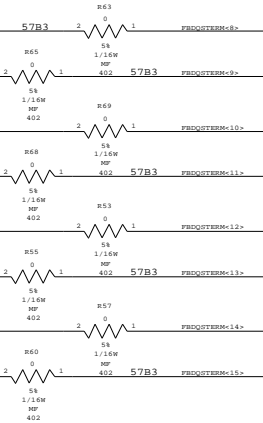 R63
0
57B3 2 1 FBDQSTERM<8>
R65 5%
0 1/16W
MF
2 1 402 57B3 FBDQSTERM<9>
5%
1/16W R69
MF 0
402
2 1 FBDQSTERM<10>
R68 5%
0 1/16W
MF
2 1 402 57B3 FBDQSTERM<11>
5%
1/16W
MF R53
402 0
2 1 FBDQSTERM<12>
R55 5%
0 1/16W
MF
2 1 402 57B3 FBDQSTERM<13>
5%
1/16W R57
MF 0
402
2 1 FBDQSTERM<14>
R60 5%
0 1/16W
MF
2 1 402 57B3 FBDQSTERM<15>
5%
1/16W
MF
402